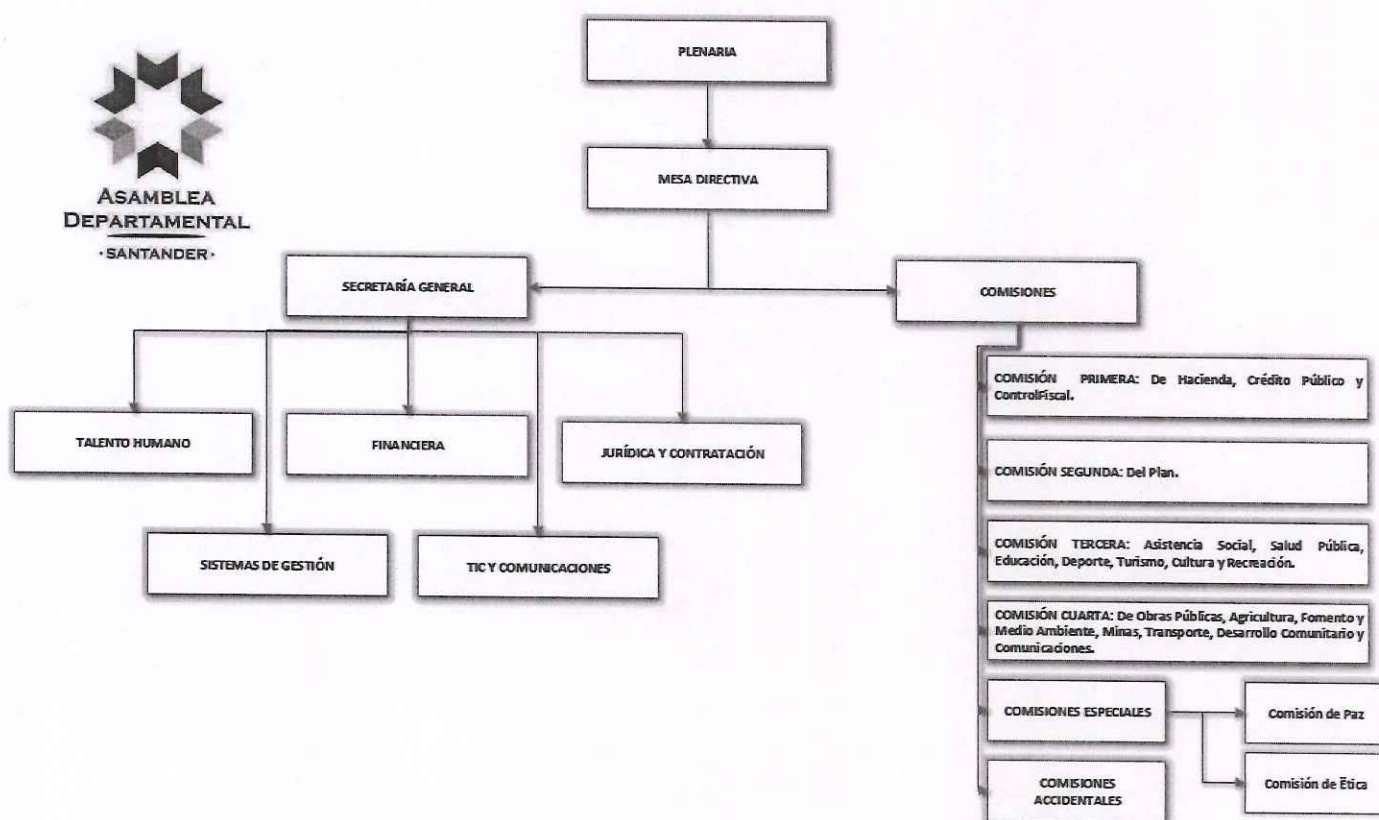 PLENARIA
MESA DIRECTIVA
ASAMBLEA
DEPARTAMENTAL
·SANTANDER·
SECRETARÍA GENERAL
COMISIONES
TALENTO HUMANO
FINANCIERA
JURÍDICA Y CONTRATACIÓN
SISTEMAS DE GESTIÓN
TIC Y COMUNICACIONES
COMISIÓN PRIMERA: De Hacienda, Crédito Público y
ControlFiscal.
COMISIÓN SEGUNDA: Del Plan.
COMISIÓN TERCERA: Asistencia Social, Salud Pública,
Educación, Deporte, Turismo, Cultura y Recreación.
COMISIÓN CUARTA: De Obras Públicas, Agricultura, Fomento y
Medio Ambiente, Minas, Transporte, Desarrollo Comunitario y
Comunicaciones.
COMISIONES ESPECIALES
Comisión de Paz
Comisión de Ética
COMISIONES
ACCIDENTALES